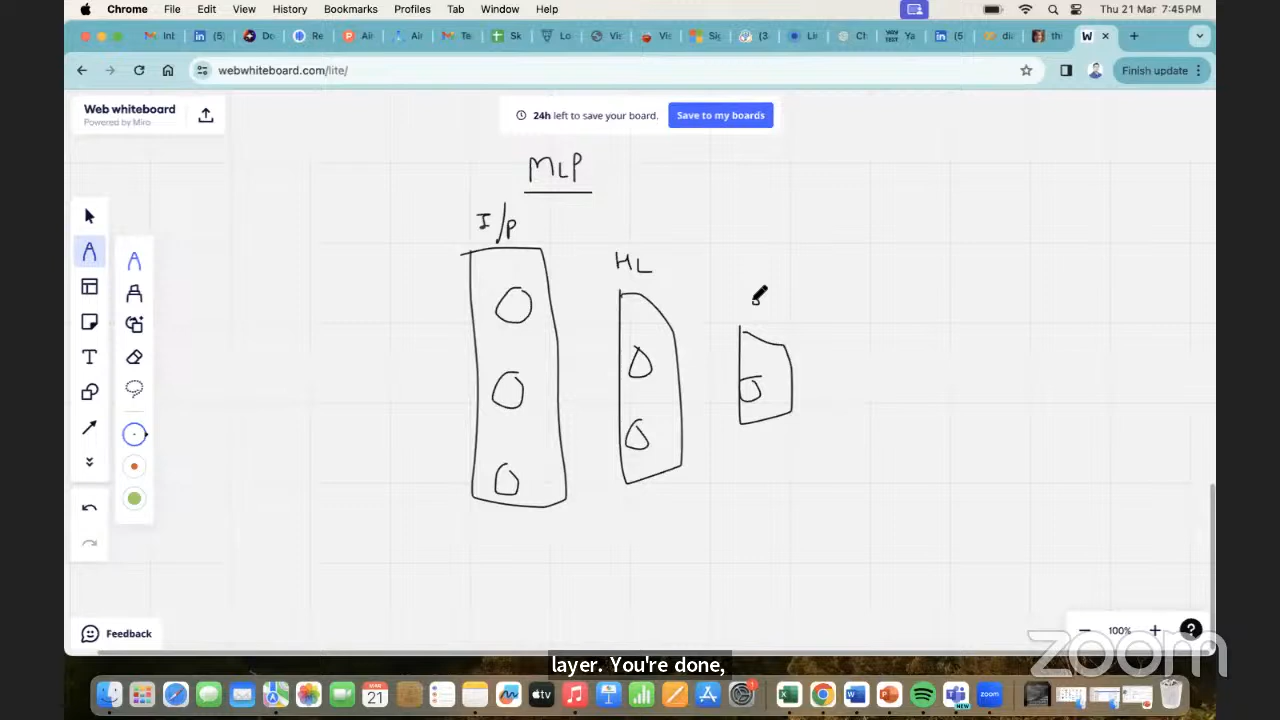 Chrome File Edit View History Bookmarks Profiles Tab Window Help Thu 21 Mar 7:45PM
webwhiteboard.com/lite/
Finish update
Web whiteboard
Powered by Miro
24h left to save your board. Save to my boards
MLP
I/P
HL
T
Feedback
100%
?
layer. You're done,
zoom